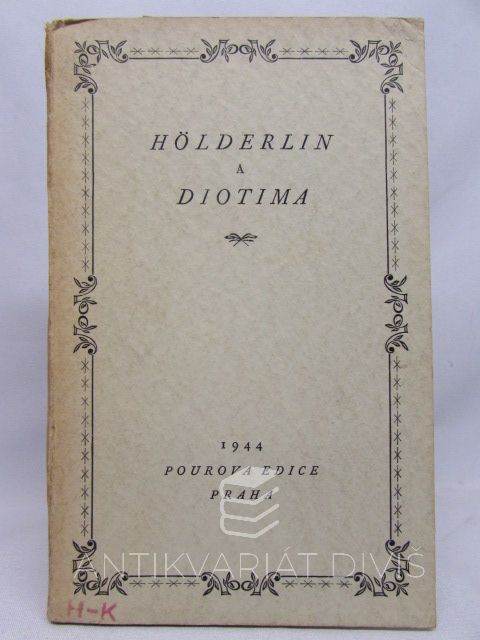 HÖLDERLIN
A
DIOTIMA
1944
POUROVA EDICE
PRAHA
ANTIKVARIÁT DIVIŠ
H-K